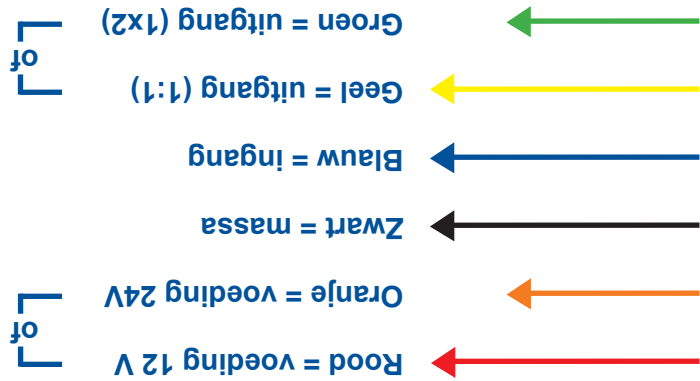 Rood = voeding 12 V
of
Oranje = voeding 24V
Zwart = massa
Blauw = ingang
Geel = uitgang (1:1)
of
Groen = uitgang (1x2)